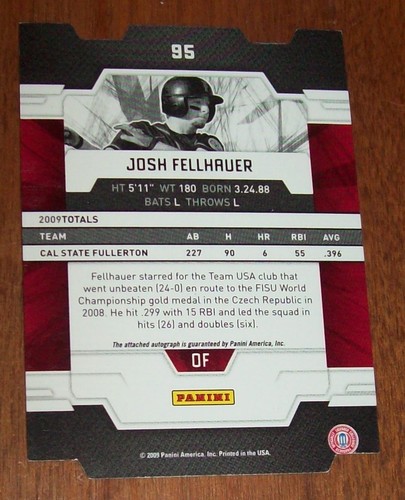 95
JOSH FELLHAUER
HT 5'11" WT 180 BORN 3.24.88
BATS L THROWS L
2009 TOTALS
TEAM AB H HR RBI AVG
CAL STATE FULLERTON 227 90 6 55 .396
Fellhauer starred for the Team USA club that
went unbeaten (24-0) en route to the FISU World
Championship gold medal in the Czech Republic in
2008. He hit .299 with 15 RBI and led the squad in
hits (26) and doubles (six).
The attached autograph is guaranteed by Panini America, Inc.
OF
PANINI
© 2009 Panini America, Inc. Printed in the USA.